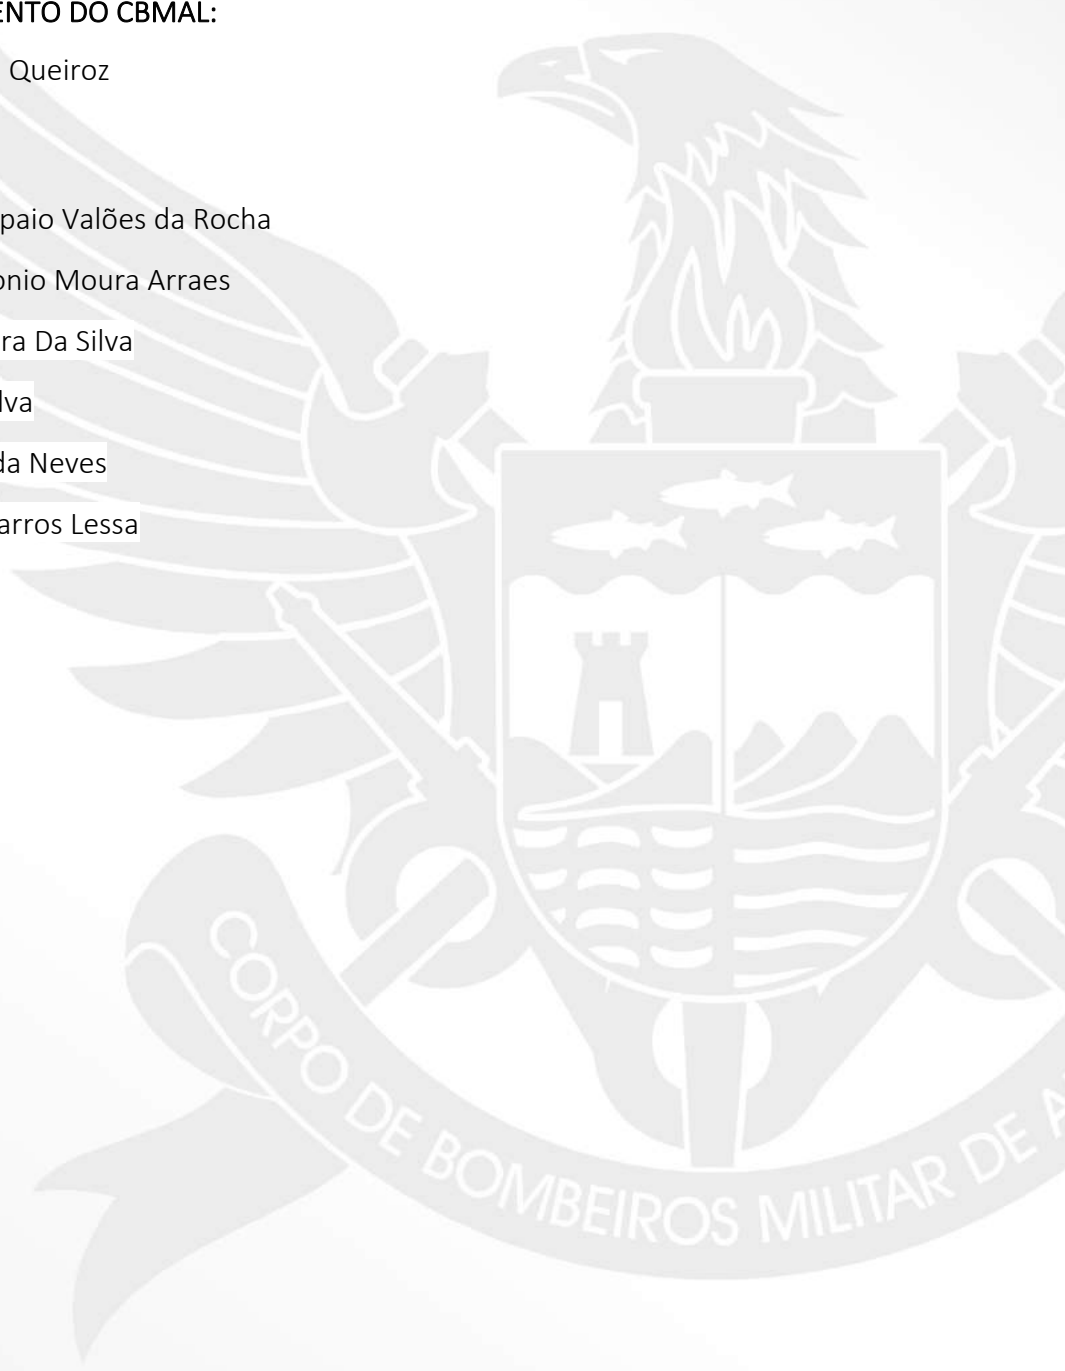 ENTO DO CBMAL:
Queiroz
paio Valões da Rocha
onio Moura Arraes
ra Da Silva
lva
da Neves
arros Lessa
CORPO DE BOMBEIROS MILITAR DE A